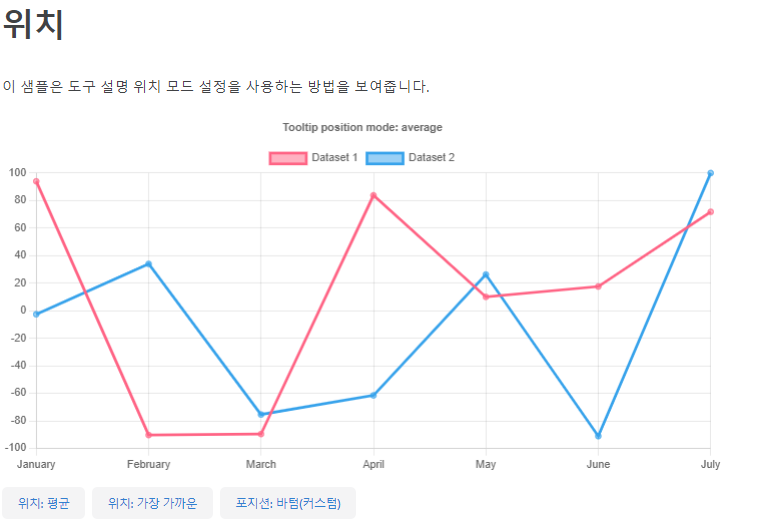 위치
이 샘플은 도구 설명 위치 모드 설정을 사용하는 방법을 보여줍니다.
Tooltip position mode: average
Dataset 1 Dataset 2
100
80
60
40
20
0
-20
-40
-60
-80
-100
January February March April May June July
위치: 평균 위치: 가장 가까운 포지션: 바텀(커스텀)